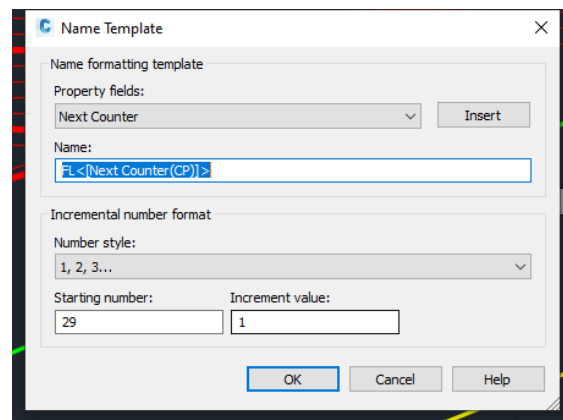 C Name Template
Name formatting template
Property fields:
Next Counter
Insert
Name:
FL<[Next Counter(CP)]>
Incremental number format
Number style:
1, 2, 3...
Starting number: Increment value:
29 1
OK Cancel Help